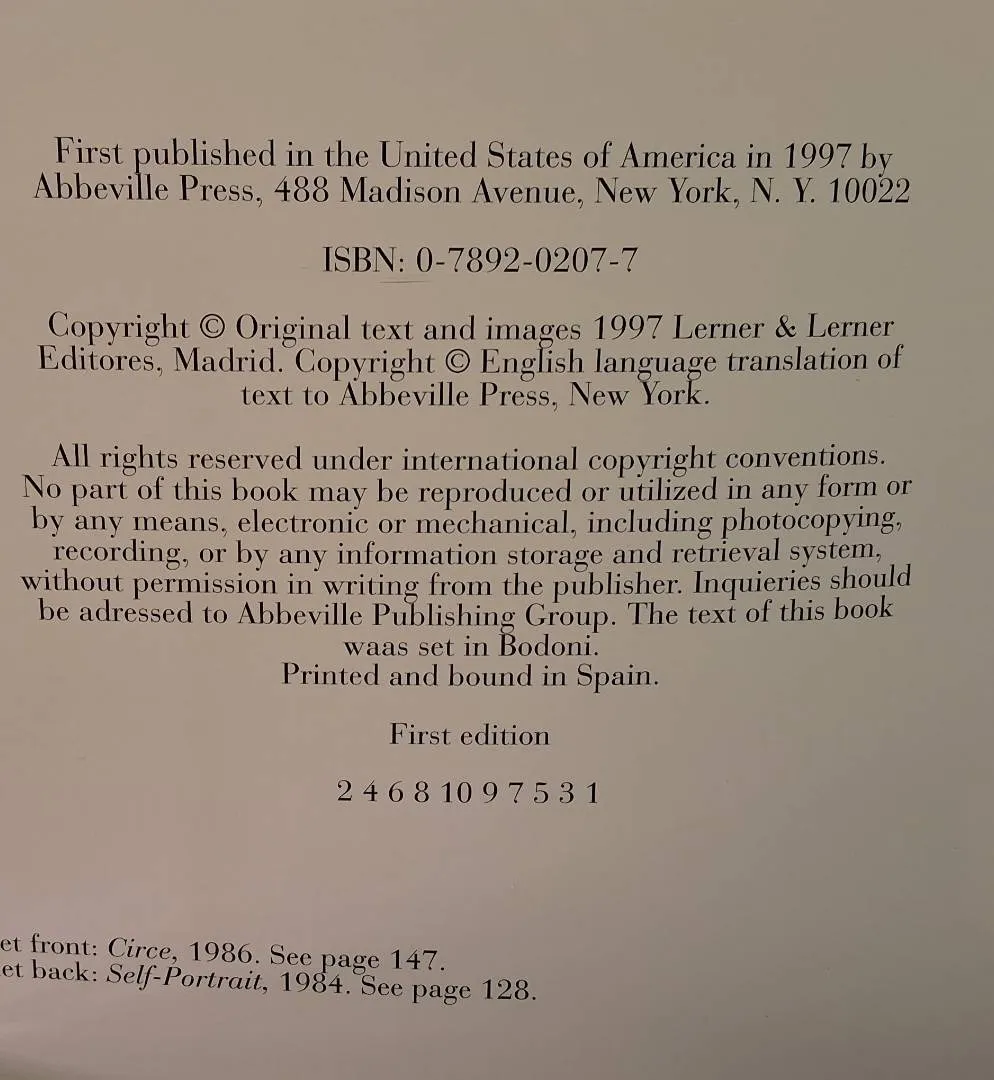 First published in the United States of America in 1997 by
Abbeville Press, 488 Madison Avenue, New York, N. Y. 10022
ISBN: 0-7892-0207-7
Copyright © Original text and images 1997 Lerner & Lerner
Editores, Madrid. Copyright © English language translation of
text to Abbeville Press, New York.
All rights reserved under international copyright conventions.
No part of this book may be reproduced or utilized in any form or
by any means, electronic or mechanical, including photocopying,
recording, or by any information storage and retrieval system,
without permission in writing from the publisher. Inquieries should
be adressed to Abbeville Publishing Group. The text of this book
waas set in Bodoni.
Printed and bound in Spain.
First edition
2 4 6 8 10 9 7 5 3 1
et front: Circe, 1986. See page 147.
et back: Self-Portrait, 1984. See page 128.